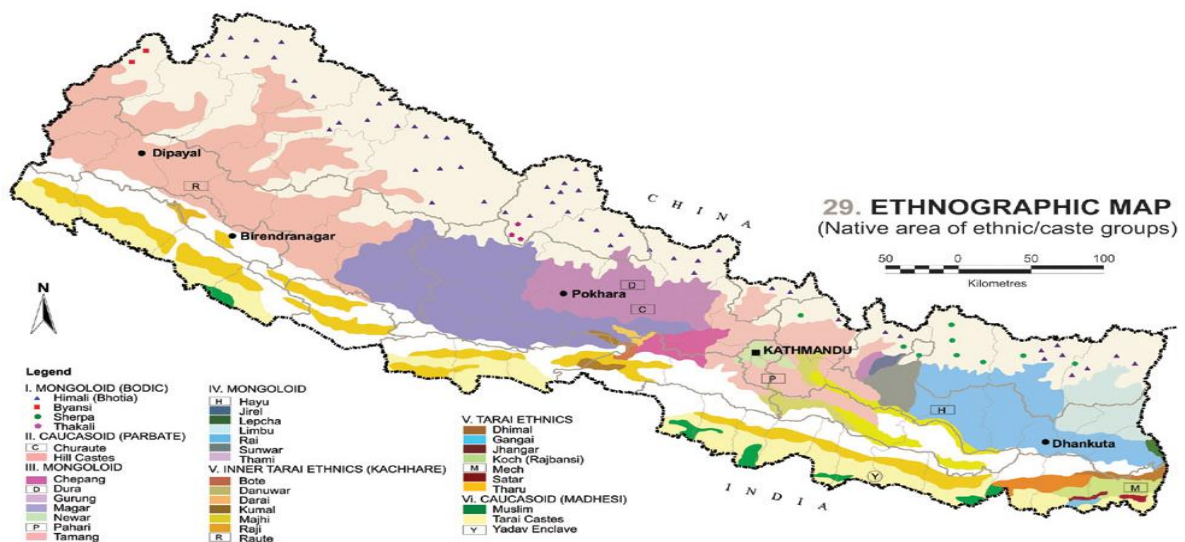 29. ETHNOGRAPHIC MAP
(Native area of ethnic/caste groups)
50 0 50 100
Kilometres
CHINA
Dipayal
R
Birendranagar
Pokhara
D
C
KATHMANDU
P
H
Dhankuta
M
Y
INDIA
N
Legend
I. MONGOLOID (BODIC)
Himali (Bhotia)
Byansi
Sherpa
Thakali
II. CAUCASOID (PARBATE)
C Churaute
Hill Castes
III. MONGOLOID
Chepang
D Dura
Gurung
Magar
Newar
P Pahari
Tamang
IV. MONGOLOID
H Hayu
Jirel
Lepcha
Limbu
Rai
Sunwar
Thami
V. INNER TARAI ETHNICS (KACHHARE)
Bote
Danuwar
Darai
Kumal
Majhi
Raji
R Raute
V. TARAI ETHNICS
Dhimal
Gangai
Jhangar
Koch (Rajbansi)
M Mech
Satar
Tharu
Vi. CAUCASOID (MADHESI)
Muslim
Tarai Castes
Y Yadav Enclave